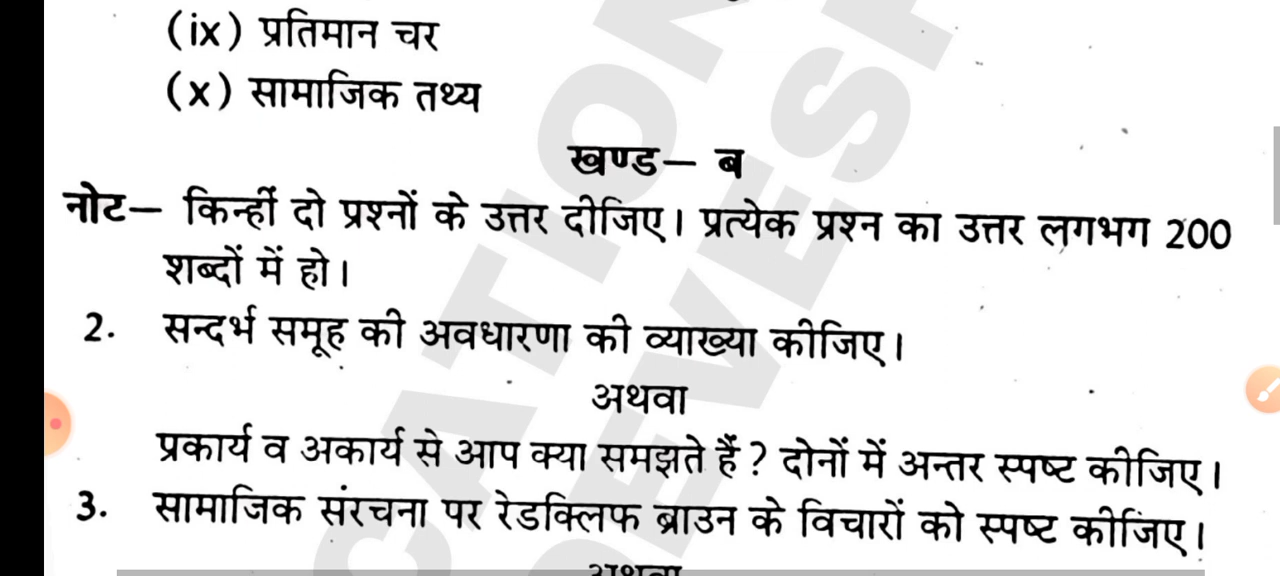 (ix) प्रतिमान चर
(x) सामाजिक तथ्य
खण्ड– ब
नोट– किन्हीं दो प्रश्नों के उत्तर दीजिए। प्रत्येक प्रश्न का उत्तर लगभग 200
शब्दों में हो।
2. सन्दर्भ समूह की अवधारणा की व्याख्या कीजिए।
अथवा
प्रकार्य व अकार्य से आप क्या समझते हैं? दोनों में अन्तर स्पष्ट कीजिए।
3. सामाजिक संरचना पर रेडक्लिफ ब्राउन के विचारों को स्पष्ट कीजिए।
अथवा